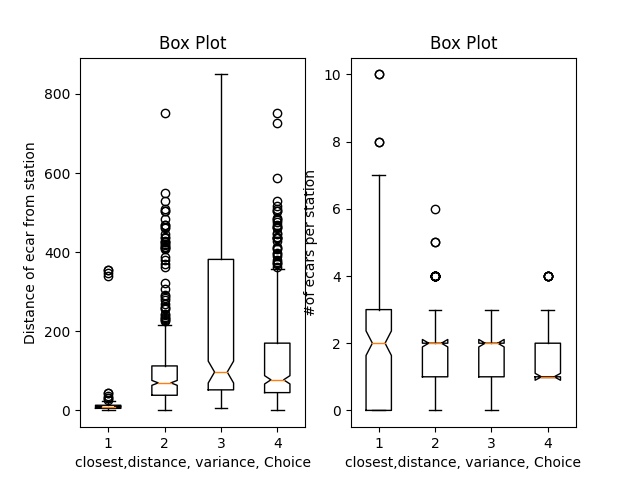 Box Plot
Distance of ecar from station
800
600
400
200
0
1 2 3 4
closest,distance, variance, Choice
Box Plot
#of ecars per station
10
8
6
4
2
0
1 2 3 4
closest,distance, variance, Choice